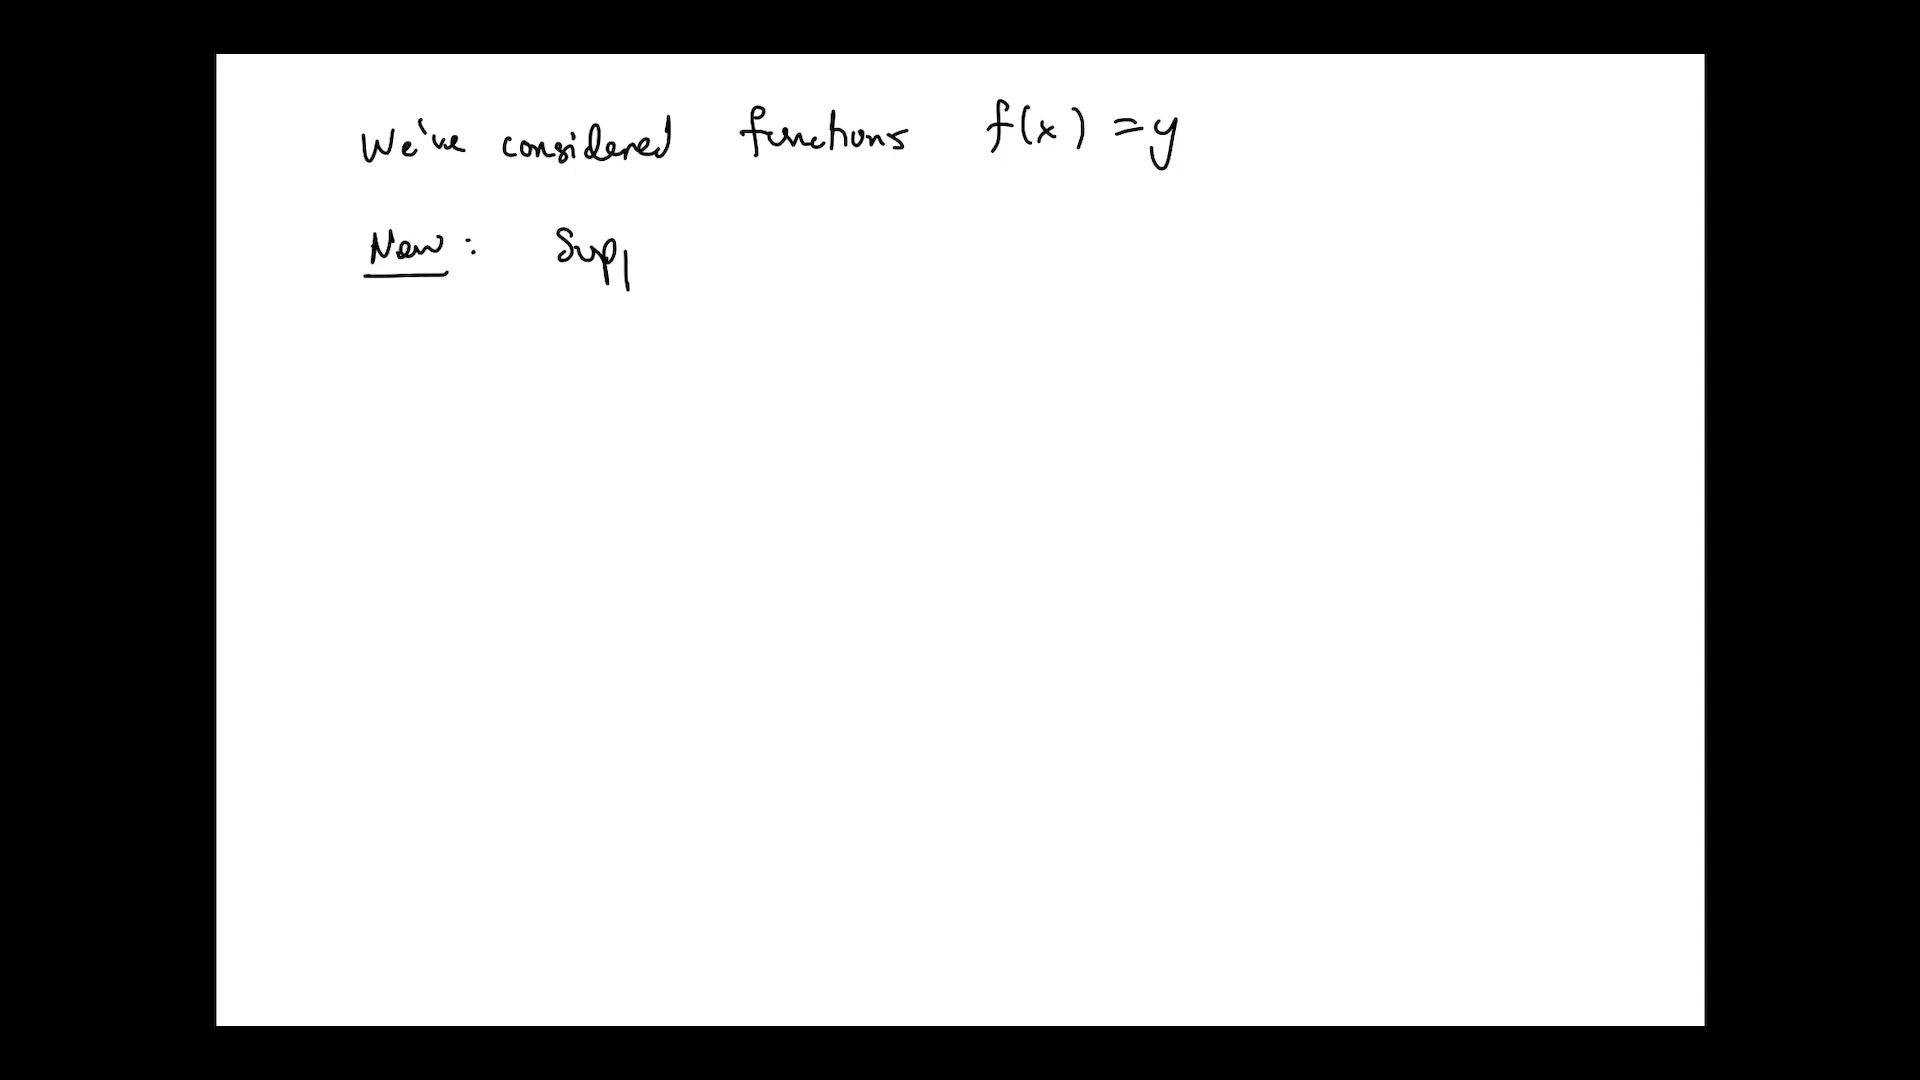 We've considered functions f(x) = y
New: Sup